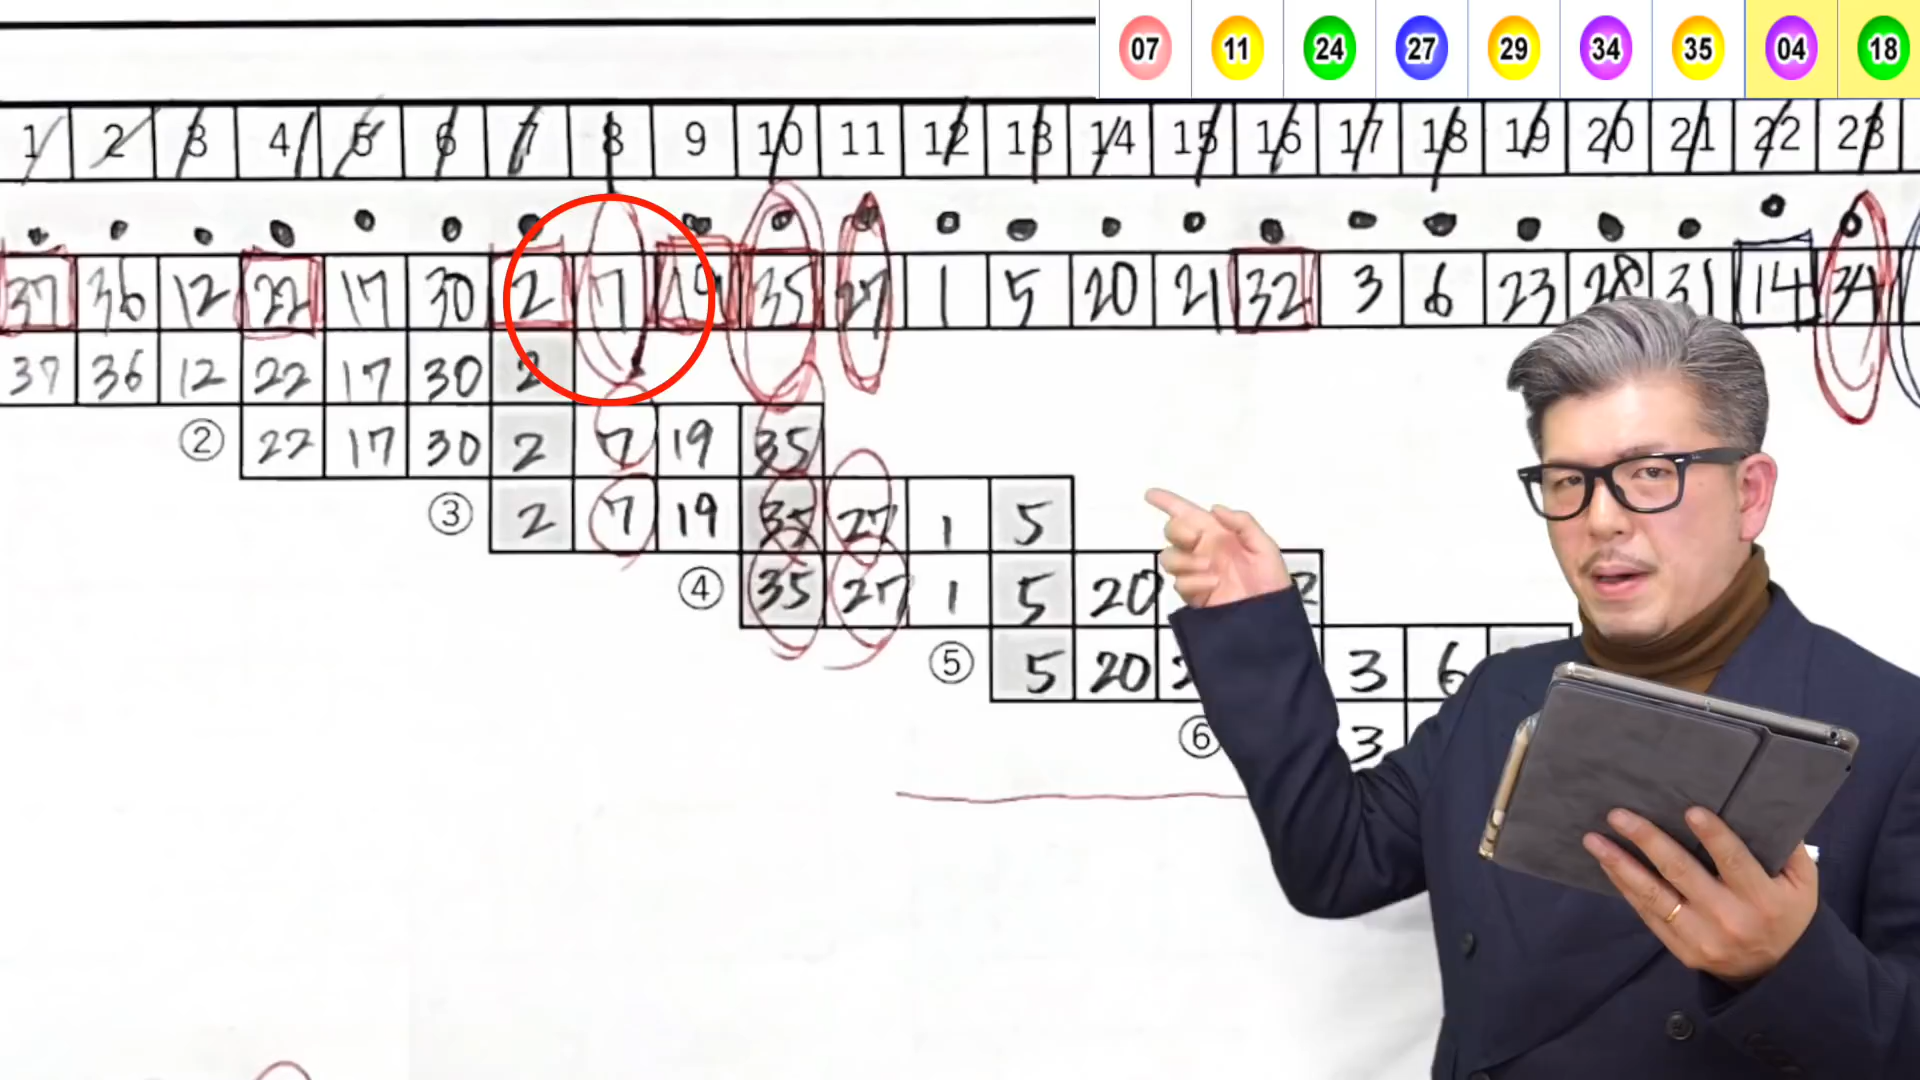 07 11 24 27 29 34 35 04 18
1 2 3 4 5 6 7 8 9 10 11 12 13 14 15 16 17 18 19 20 21 22 23
37 36 12 22 17 30 2 7 19 35 27 1 5 20 21 32 3 6 23 28 31 14 34
37 36 12 22 17 30 2
② 22 17 30 2 7 19 35
③ 2 7 19 35 27 1 5
④ 35 27 1 5 20
⑤ 5 20 3 6
⑥ 3